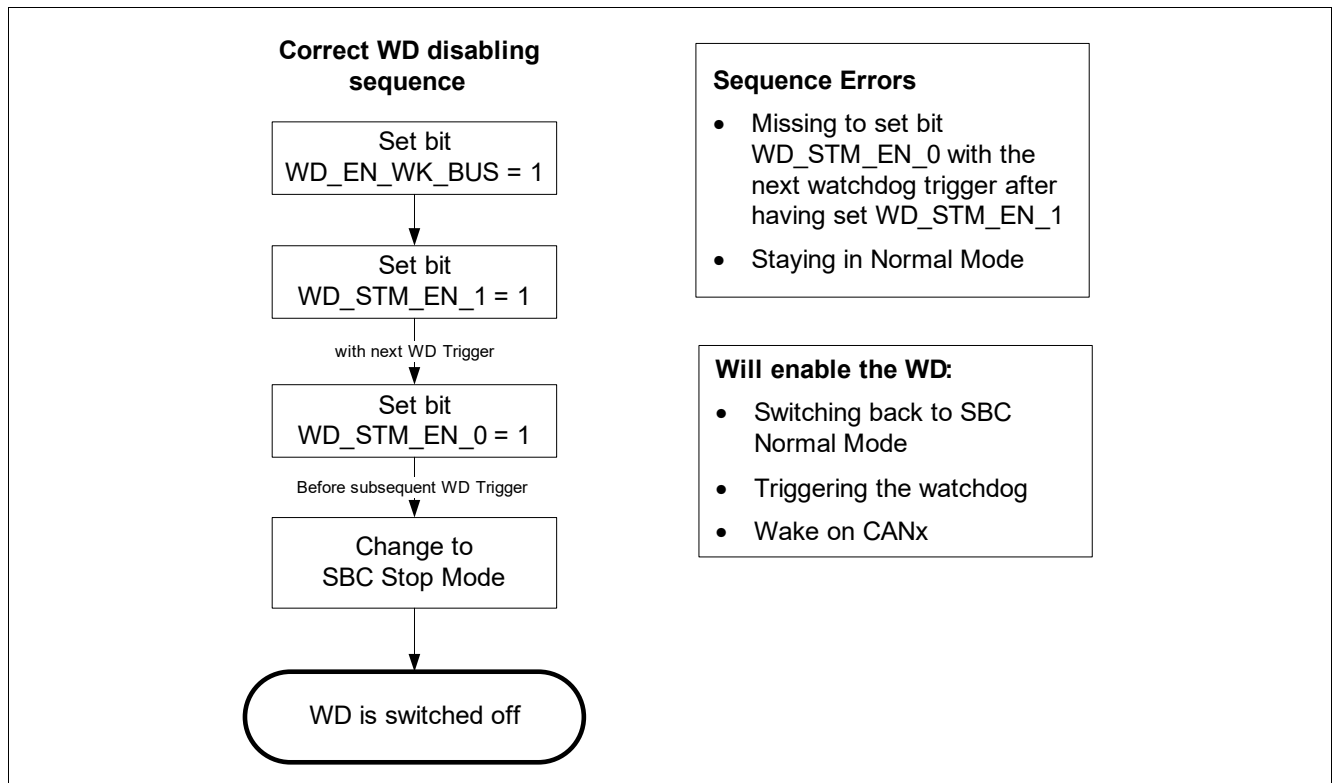 Correct WD disabling
sequence
Set bit
WD_EN_WK_BUS = 1
Set bit
WD_STM_EN_1 = 1
with next WD Trigger
Set bit
WD_STM_EN_0 = 1
Before subsequent WD Trigger
Change to
SBC Stop Mode
WD is switched off
Sequence Errors
• Missing to set bit
WD_STM_EN_0 with the
next watchdog trigger after
having set WD_STM_EN_1
• Staying in Normal Mode
Will enable the WD:
• Switching back to SBC
Normal Mode
• Triggering the watchdog
• Wake on CANx